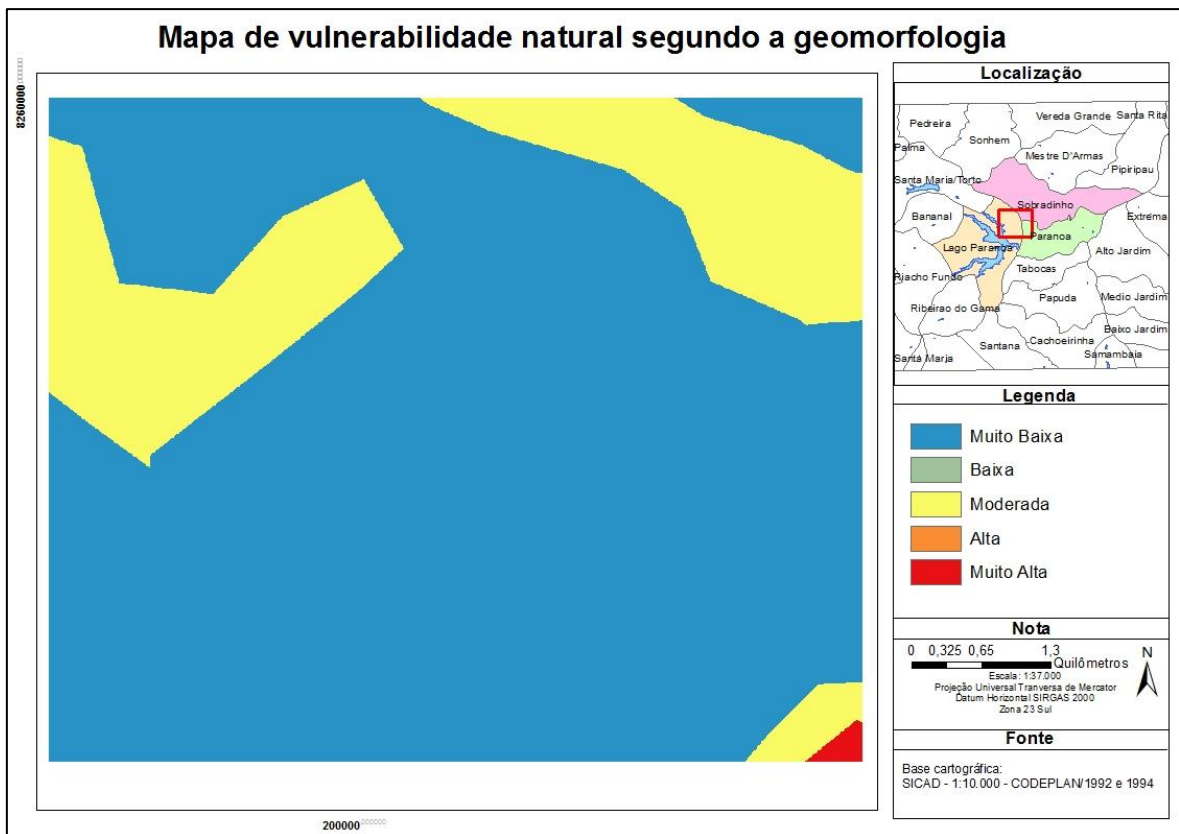 Mapa de vulnerabilidade natural segundo a geomorfologia
8260000,000000
200000,000000
Localização
Pedreira
Vereda Grande
Santa Rita
Sonhem
Palma
Mestre D'Armas
Pipiripau
Santa Maria/Torto
Sobradinho
Bananal
Extrema
Paranoa
Lago Paranoa
Alto Jardim
Riacho Fundo
Tabocas
Papuda
Medio Jardim
Ribeirao do Gama
Baixo Jardim
Cachoeirinha
Santana
Santa Maria
Samambaia
Legenda
Muito Baixa
Baixa
Moderada
Alta
Muito Alta
Nota
0 0,325 0,65 1,3
Quilômetros
N
Escala: 1:37.000
Projeção Universal Tranversa de Mercator
Datum Horizontal SIRGAS 2000
Zona 23 Sul
Fonte
Base cartográfica:
SICAD - 1:10.000 - CODEPLAN/1992 e 1994